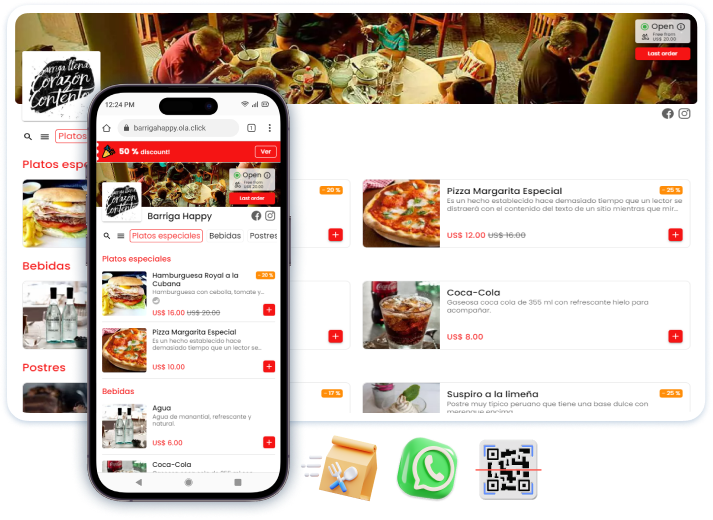 Open
Free from
US$ 20.00
Last order
Barriga llena
Corazón
Contento
Platos espe
Pizza Margarita Especial
- 25 %
Es un hecho establecido hace demasiado tiempo que un lector se
distraerá con el contenido del texto de un sitio mientras que mir...
US$ 12.00 US$ 16.00
- 20 %
Bebidas
Coca-Cola
Gaseosa coca cola de 355 ml con refrescante hielo para
acompañar.
US$ 8.00
Postres
- 17 %
Suspiro a la limeña
- 25 %
Postre muy típico peruano que tiene una base dulce con
merengue encima
12:24 PM
barrigahappy.ola.click
50 % discount!
Ver
Open
Free from
US$ 20.00
Last order
Barriga llena
Corazón
Contento
Barriga Happy
Platos especiales
Bebidas
Postres
Platos especiales
Hamburguesa Royal a la
Cubana
- 20 %
Hamburguesa con cebolla, tomate y...
US$ 16.00 US$ 20.00
Pizza Margarita Especial
Es un hecho establecido hace
demasiado tiempo que un lector se...
US$ 10.00
Bebidas
Agua
Agua de manantial, refrescante y
natural.
US$ 6.00
Coca-Cola